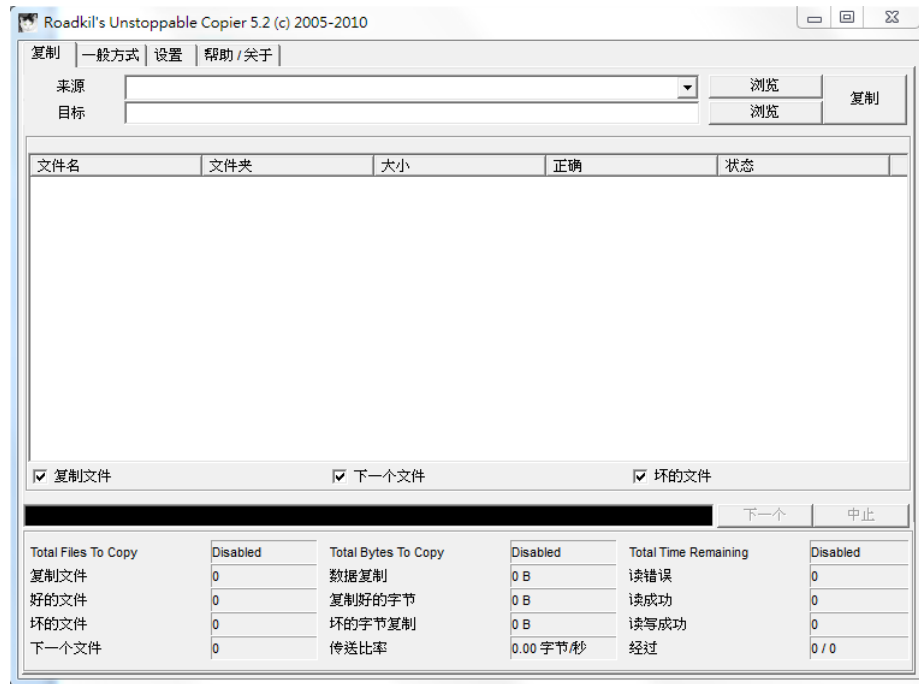 Roadkil's Unstoppable Copier 5.2 (c) 2005-2010
复制 一般方式 设置 帮助 / 关于
来源 浏览 复制
目标 浏览
文件名 文件夹 大小 正确 状态
复制文件 下一个文件 坏的文件
下一个 中止
Total Files To Copy Disabled Total Bytes To Copy Disabled Total Time Remaining Disabled
复制文件 0 数据复制 0 B 读错误 0
好的文件 0 复制好的字节 0 B 读成功 0
坏的文件 0 坏的字节复制 0 B 读写成功 0
下一个文件 0 传送比率 0.00 字节/秒 经过 0 / 0